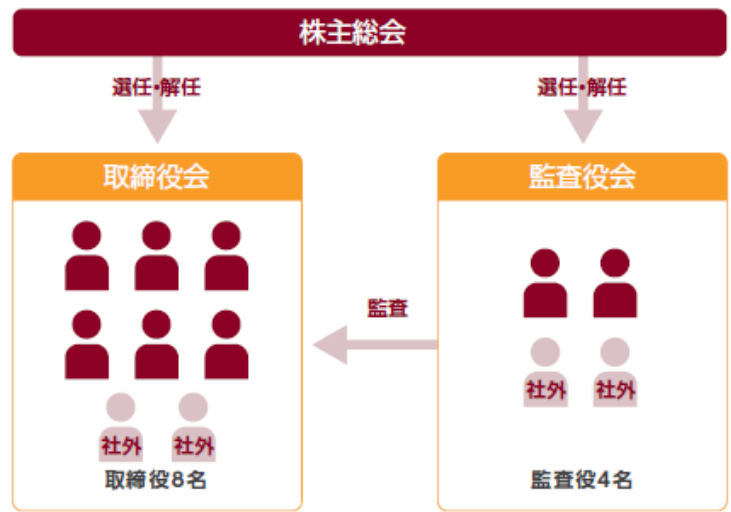 株主総会
選任・解任
選任・解任
取締役会
監査役会
監査
社外
社外
社外
社外
取締役8名
監査役4名